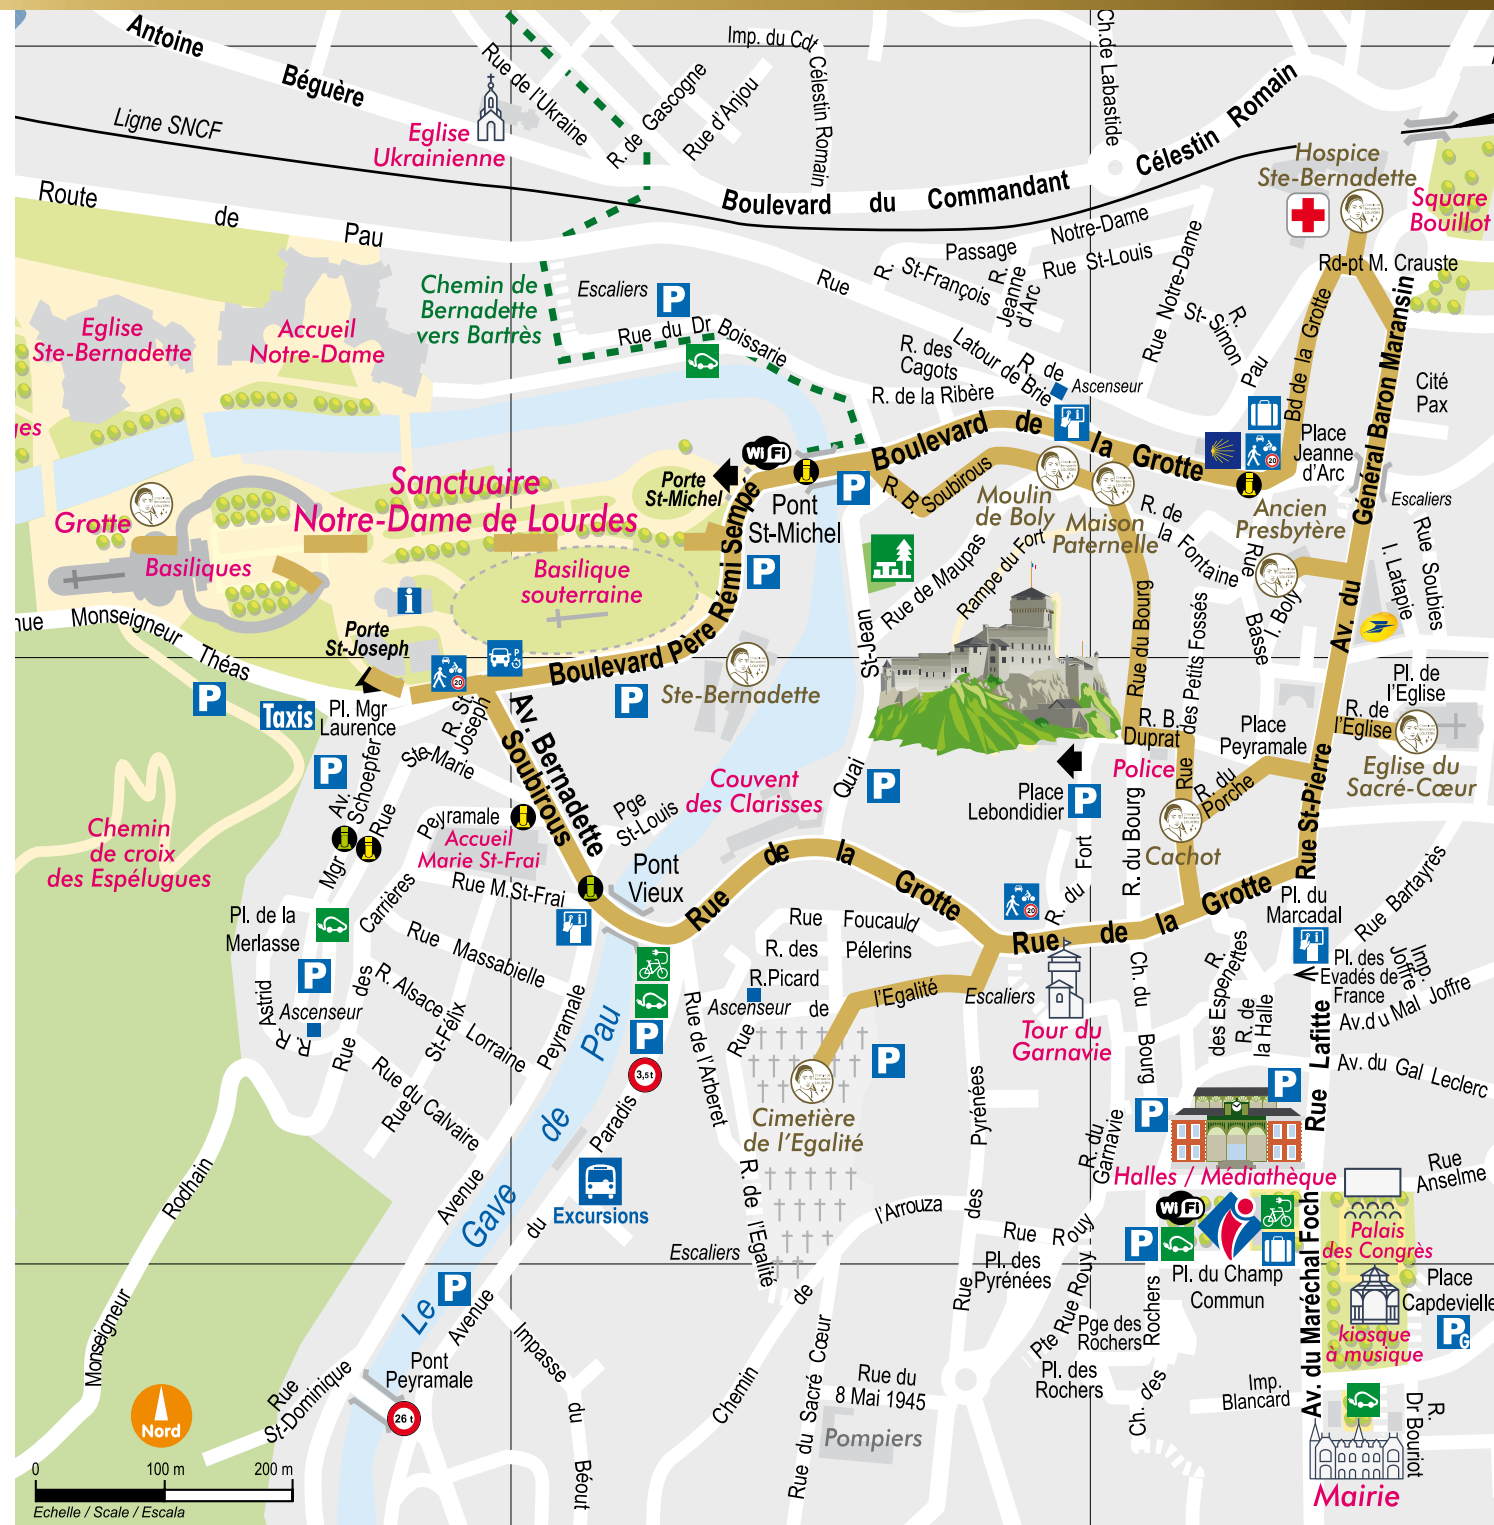 Antoine
Béguère
Ligne SNCF
Route
de
Pau
Eglise
Ukrainienne
Rue de l'Ukraine
R. de Gascogne
Rue d'Anjou
Imp. du Cdt
Célestin Romain
Ch.de Labastide
Boulevard du Commandant
Célestin Romain
Hospice
Ste-Bernadette
Square
Bouillot
Rd-pt M. Crauste
Passage
Notre-Dame
R. St-François
R.
Jeanne
d'Arc
Rue St-Louis
Rue Notre-Dame
R.
St-Simon
Rue
Latour de Brie
R. de
Pau
Ascenseur
Bd de la Grotte
Général Baron Maransin
Cité
Pax
Place
Jeanne
d'Arc
Escaliers
Chemin de
Bernadette
vers Bartrès
Escaliers
P
Rue du Dr Boissarie
R. des
Cagots
R. de la Ribère
Eglise
Ste-Bernadette
Accueil
Notre-Dame
ges
Boulevard de la Grotte
WiFi
Porte
St-Michel
Pont
St-Michel
P
R. B. Soubirous
Moulin
de Boly
Maison
Paternelle
R. de
la Fontaine
Ancien
Presbytère
20
Sanctuaire
Notre-Dame de Lourdes
Grotte
Basiliques
Basilique
souterraine
i
P
Rue de Maupas
Rampe du Fort
Rue
Basse
I. Boly
I. Latapie
Rue Soubies
Av. du
nue Monseigneur
Théas
Porte
St-Joseph
Boulevard Père Rémi Sempé
Ste-Bernadette
P
P
Taxis
20
P
Pl. Mgr
Laurence
R. St-
Joseph
Ste-Marie
Av. Bernadette
Soubirous
St-Jean
Quai
Rue du Bourg
des Petits Fossés
Rue
R. B.
Duprat
Police
Place
Peyramale
R. du
Porche
Pl. de
l'Eglise
R. de
l'Eglise
Eglise du
Sacré-Cœur
Rue St-Pierre
P
Av.
Schoepfer
Mgr
Rue
Carrières
des
Rue
Peyramale
Accueil
Marie St-Frai
Pge
St-Louis
Couvent
des Clarisses
P
Place
Lebondidier
P
R. du Bourg
Cachot
Chemin
de croix
des Espélugues
Rue M.St-Frai
Pont
Vieux
Rue de la Grotte
Rue Foucauld
R. des Pélerins
R.Picard
Ascenseur
20
R. du Fort
Rue de la Grotte
Pl. du
Marcadal
Rue Bartayrès
Pl. des
Evadés de
France
Imp.
Joffre
Av.du Mal Joffre
Av. du Gal Leclerc
Pl. de la
Merlasse
P
Ascenseur
R. R. Astrid
Rue Massabielle
R. Alsace Lorraine
St-Félix
Rue
Rue du Calvaire
Avenue
Peyramale
P
3,5t
Rue de l'Arberet
Rue
de
l'Egalité
Escaliers
Tour du
Garnavie
Ch. du
Bourg
R.
des Espenettes
R. de
la Halle
Rue Lafitte
Cimetière
de l'Egalité
P
Rue des Pyrénées
P
P
R. du
Garnavie
Halles / Médiathèque
Rue
Anselme
Le Gave de Pau
Avenue du Paradis
Excursions
P
R. de l'Egalité
Escaliers
Chemin de l'Arrouza
Rue Rouy
Pl. des
Pyrénées
Pte Rue Rouy
P
WiFi
Pl. du Champ
Commun
Palais
des Congrès
Place
Capdevielle
PG
kiosque
à musique
Av. du Maréchal Foch
Rodhain
Monseigneur
Nord
Rue
St-Dominique
Pont
Peyramale
26 t
Impasse
du
Béout
Rue du Sacré Cœur
Rue du
8 Mai 1945
Pompiers
Pge des
Rochers
Pl. des
Rochers
Ch. des
Rochers
Imp.
Blancard
R.
Dr Bouriot
Mairie
0 100 m 200 m
Echelle / Scale / Escala